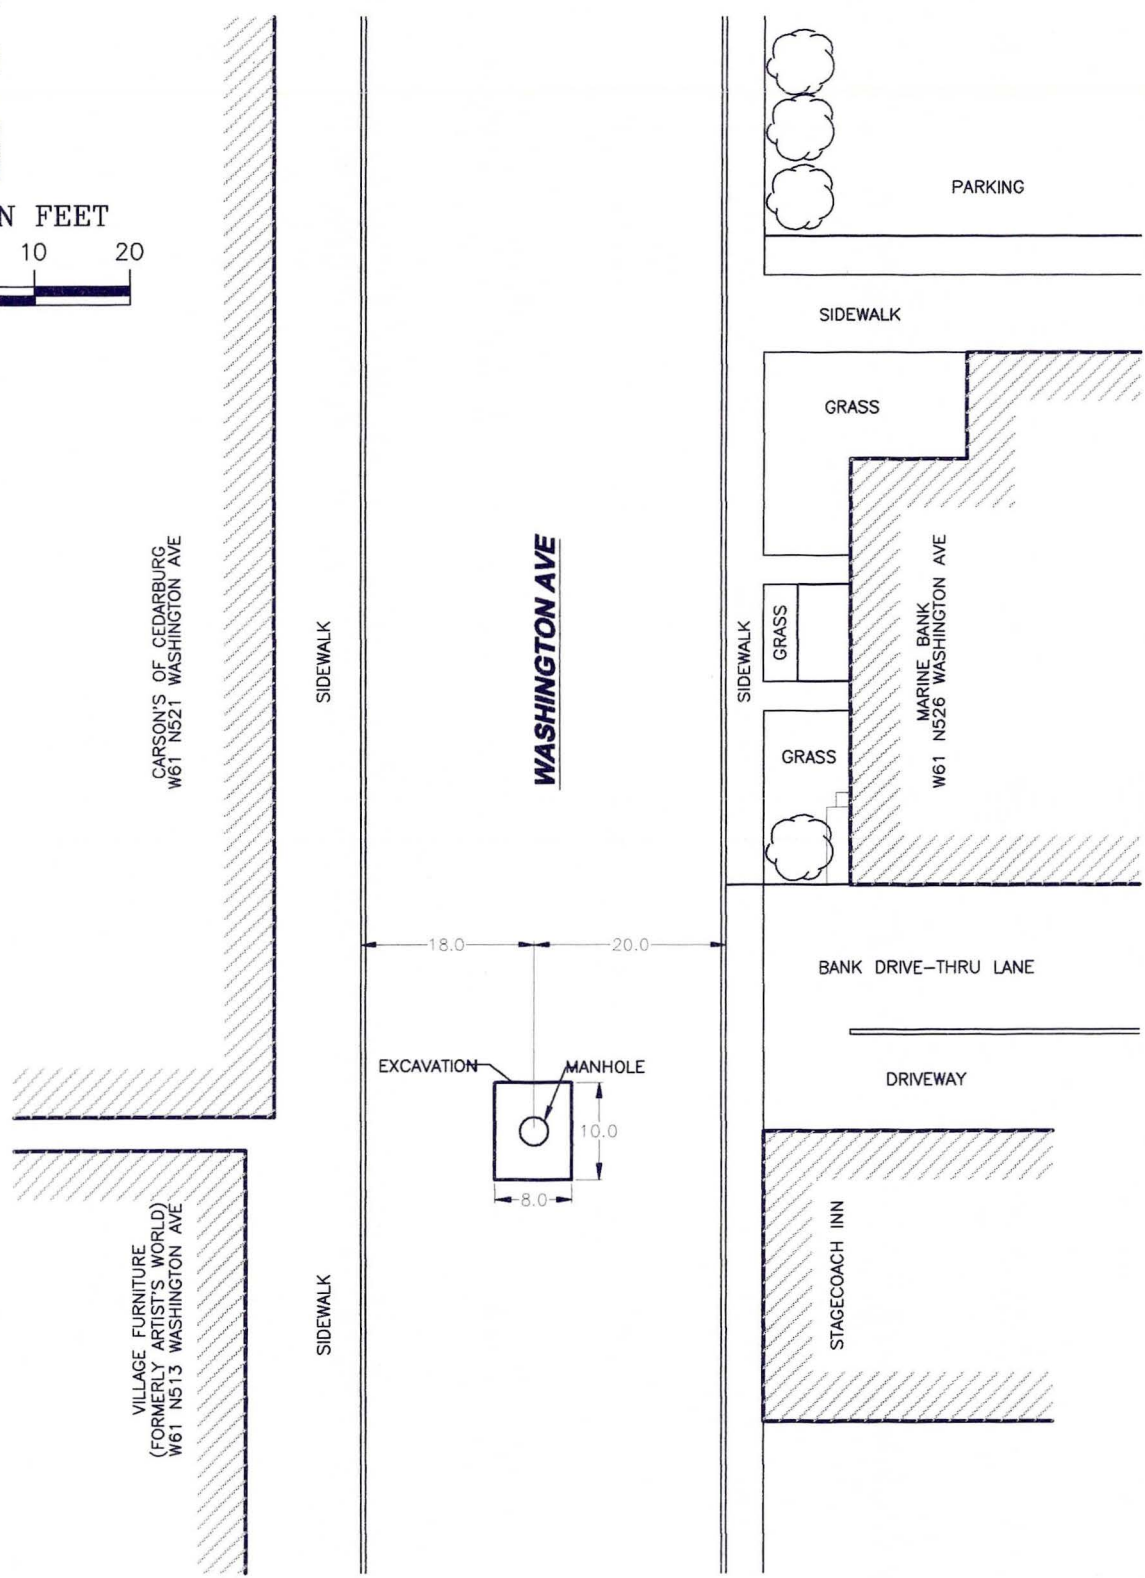 N FEET
10 20
PARKING
SIDEWALK
GRASS
CARSON'S OF CEDARBURG
W61 N521 WASHINGTON AVE
SIDEWALK
WASHINGTON AVE
SIDEWALK
GRASS
MARINE BANK
W61 N526 WASHINGTON AVE
GRASS
18.0
20.0
BANK DRIVE-THRU LANE
EXCAVATION
MANHOLE
DRIVEWAY
10.0
8.0
VILLAGE FURNITURE
(FORMERLY ARTIST'S WORLD)
W61 N513 WASHINGTON AVE
SIDEWALK
STAGECOACH INN